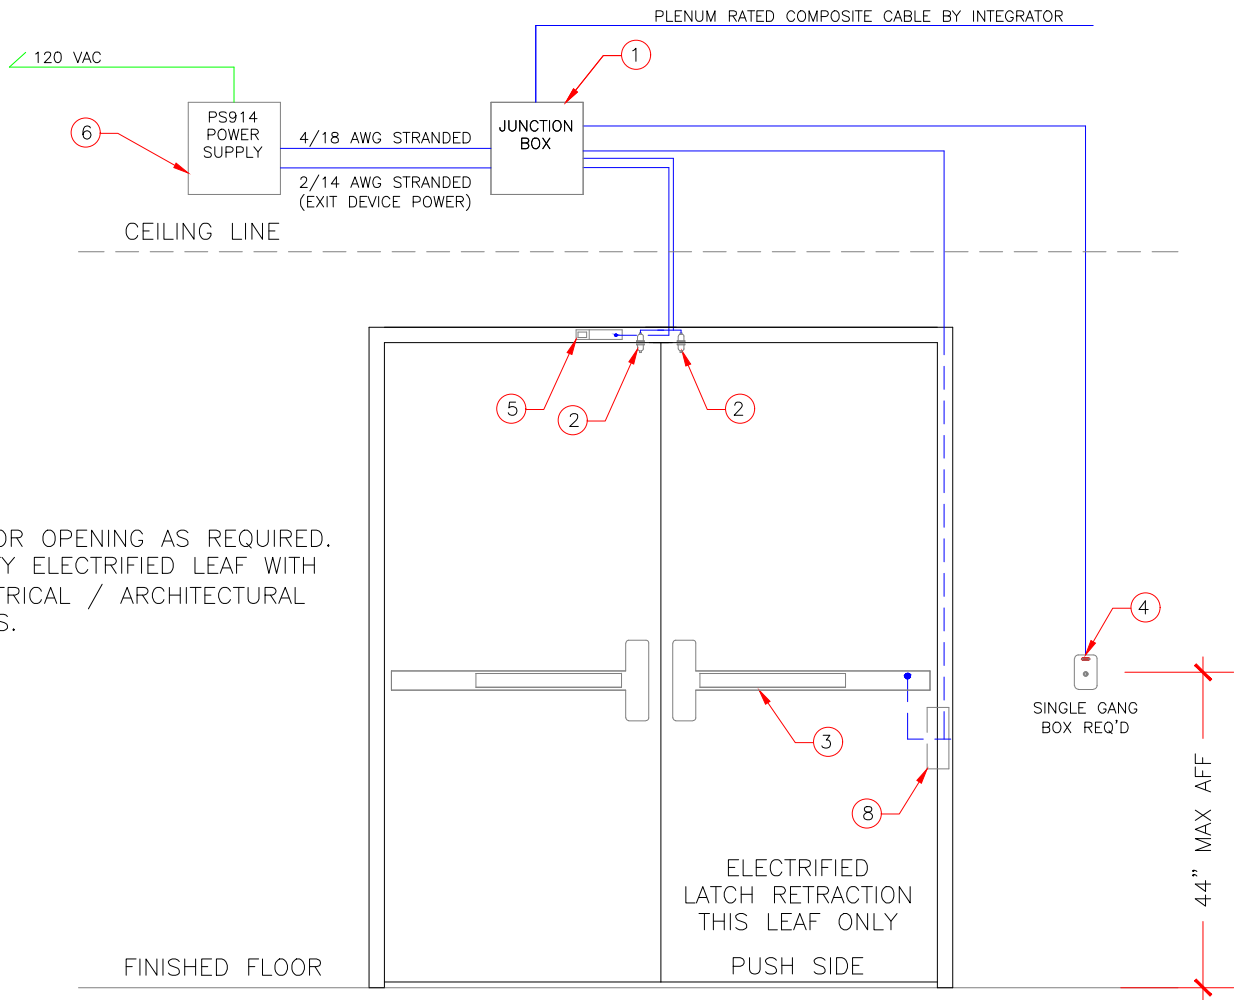 PLENUM RATED COMPOSITE CABLE BY INTEGRATOR
120 VAC
1
6
PS914
POWER
SUPPLY
4/18 AWG STRANDED
2/14 AWG STRANDED
(EXIT DEVICE POWER)
JUNCTION
BOX
CEILING LINE
5
2
2
OR OPENING AS REQUIRED.
Y ELECTRIFIED LEAF WITH
TRICAL / ARCHITECTURAL
S.
4
SINGLE GANG
BOX REQ'D
3
8
44" MAX AFF
ELECTRIFIED
LATCH RETRACTION
THIS LEAF ONLY
PUSH SIDE
FINISHED FLOOR